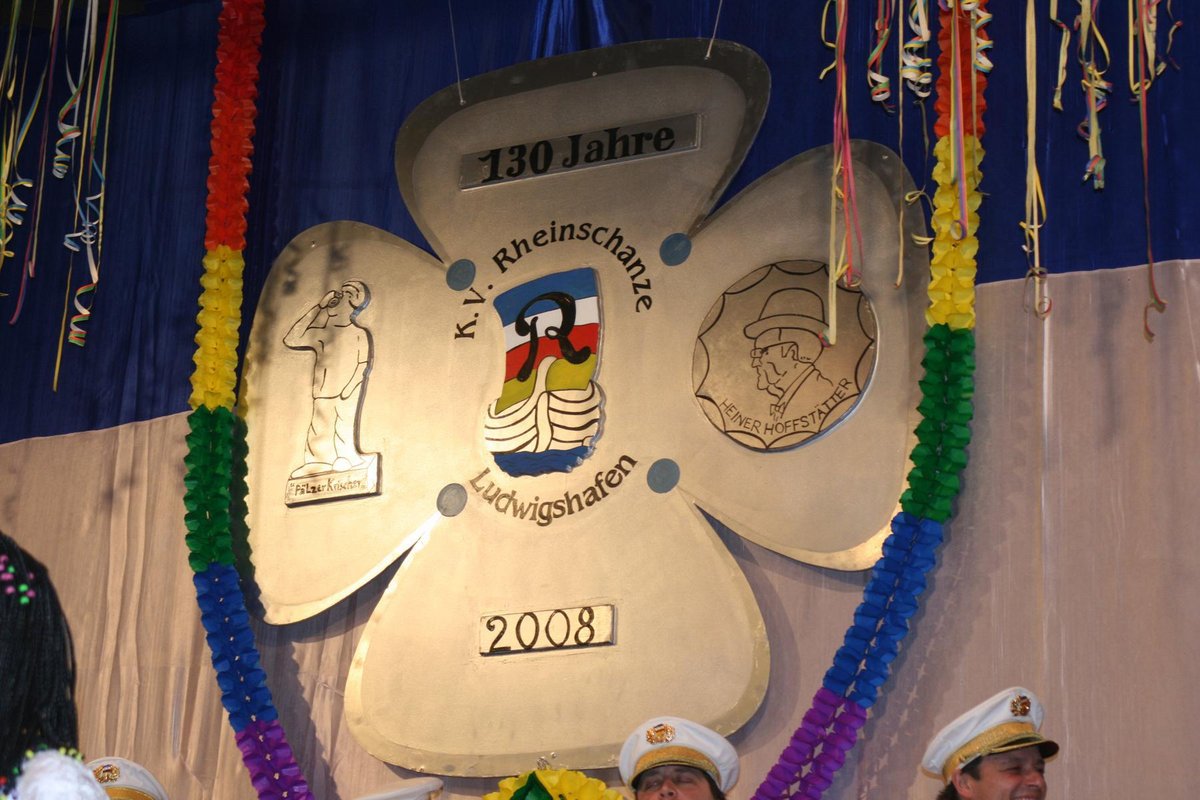 130 Jahre
K.V. Rheinschanze
R
Pälzer Krischer
HEINER HOFFSTÄTTER
Ludwigshafen
2008